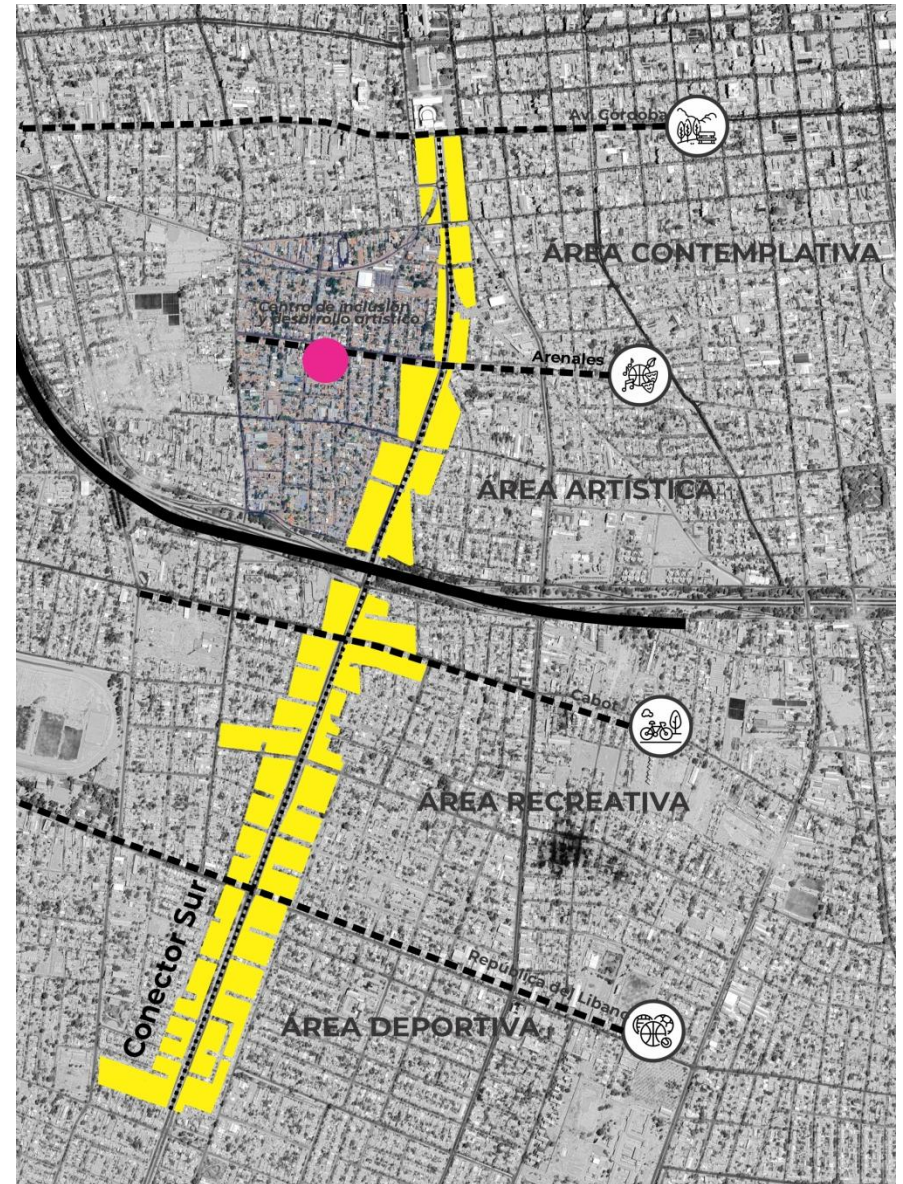 Av. Córdoba
ÁREA CONTEMPLATIVA
Centro de inclusión
y desarrollo artístico
Arenales
ÁREA ARTÍSTICA
Cabot
ÁREA RECREATIVA
Conector Sur
República del Líbano
ÁREA DEPORTIVA